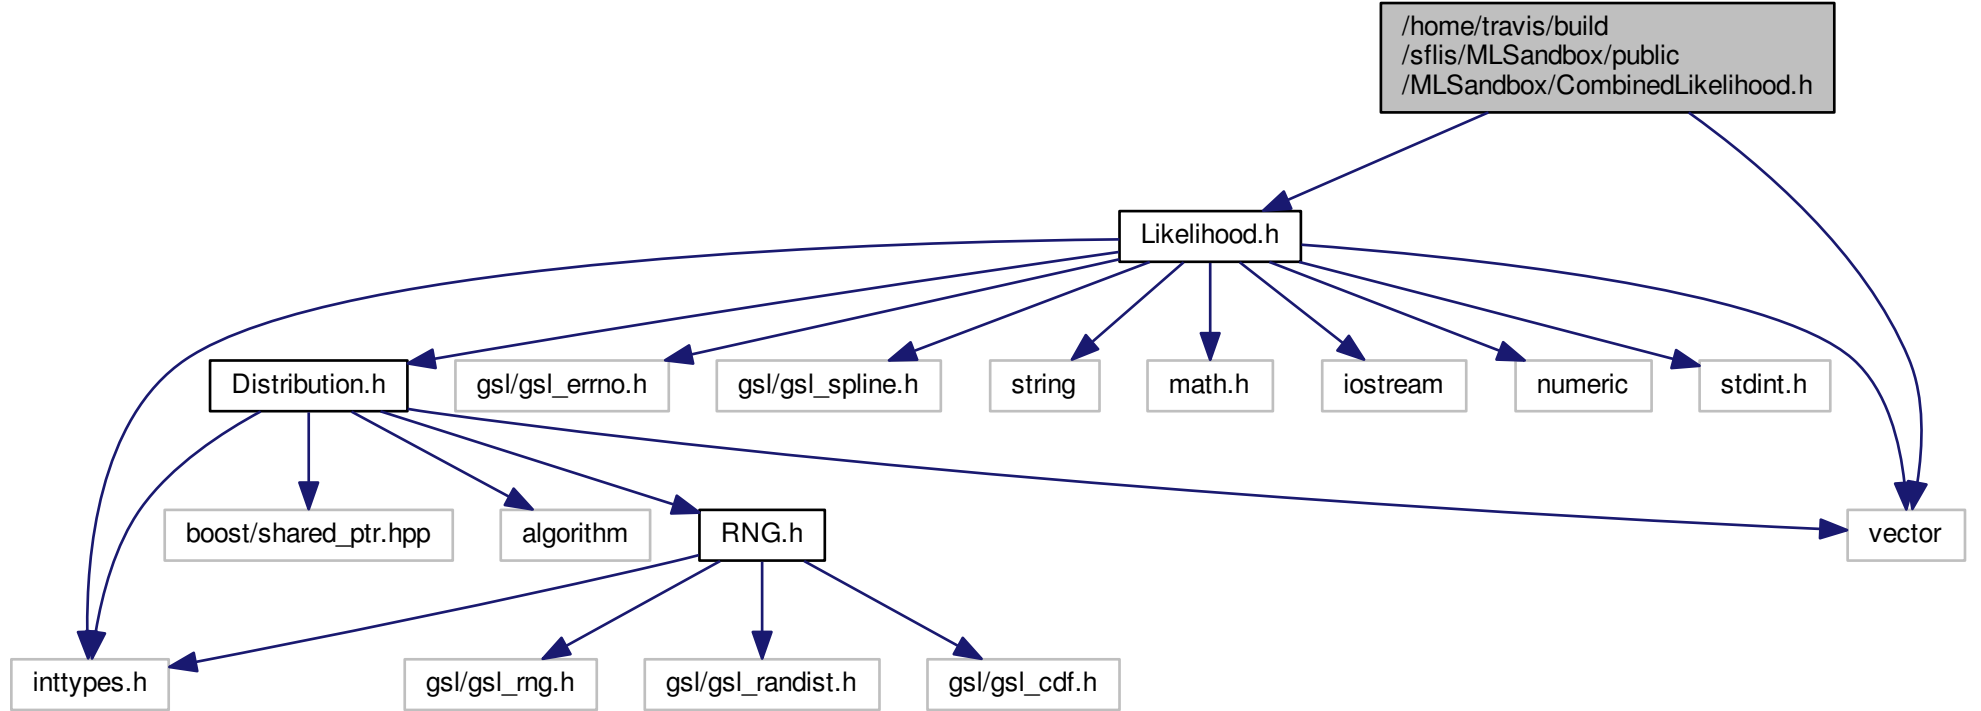 /home/travis/build
/sflis/MLSandbox/public
/MLSandbox/CombinedLikelihood.h
Likelihood.h
Distribution.h
gsl/gsl_errno.h
gsl/gsl_spline.h
string
math.h
iostream
numeric
stdint.h
boost/shared_ptr.hpp
algorithm
RNG.h
vector
inttypes.h
gsl/gsl_rng.h
gsl/gsl_randist.h
gsl/gsl_cdf.h